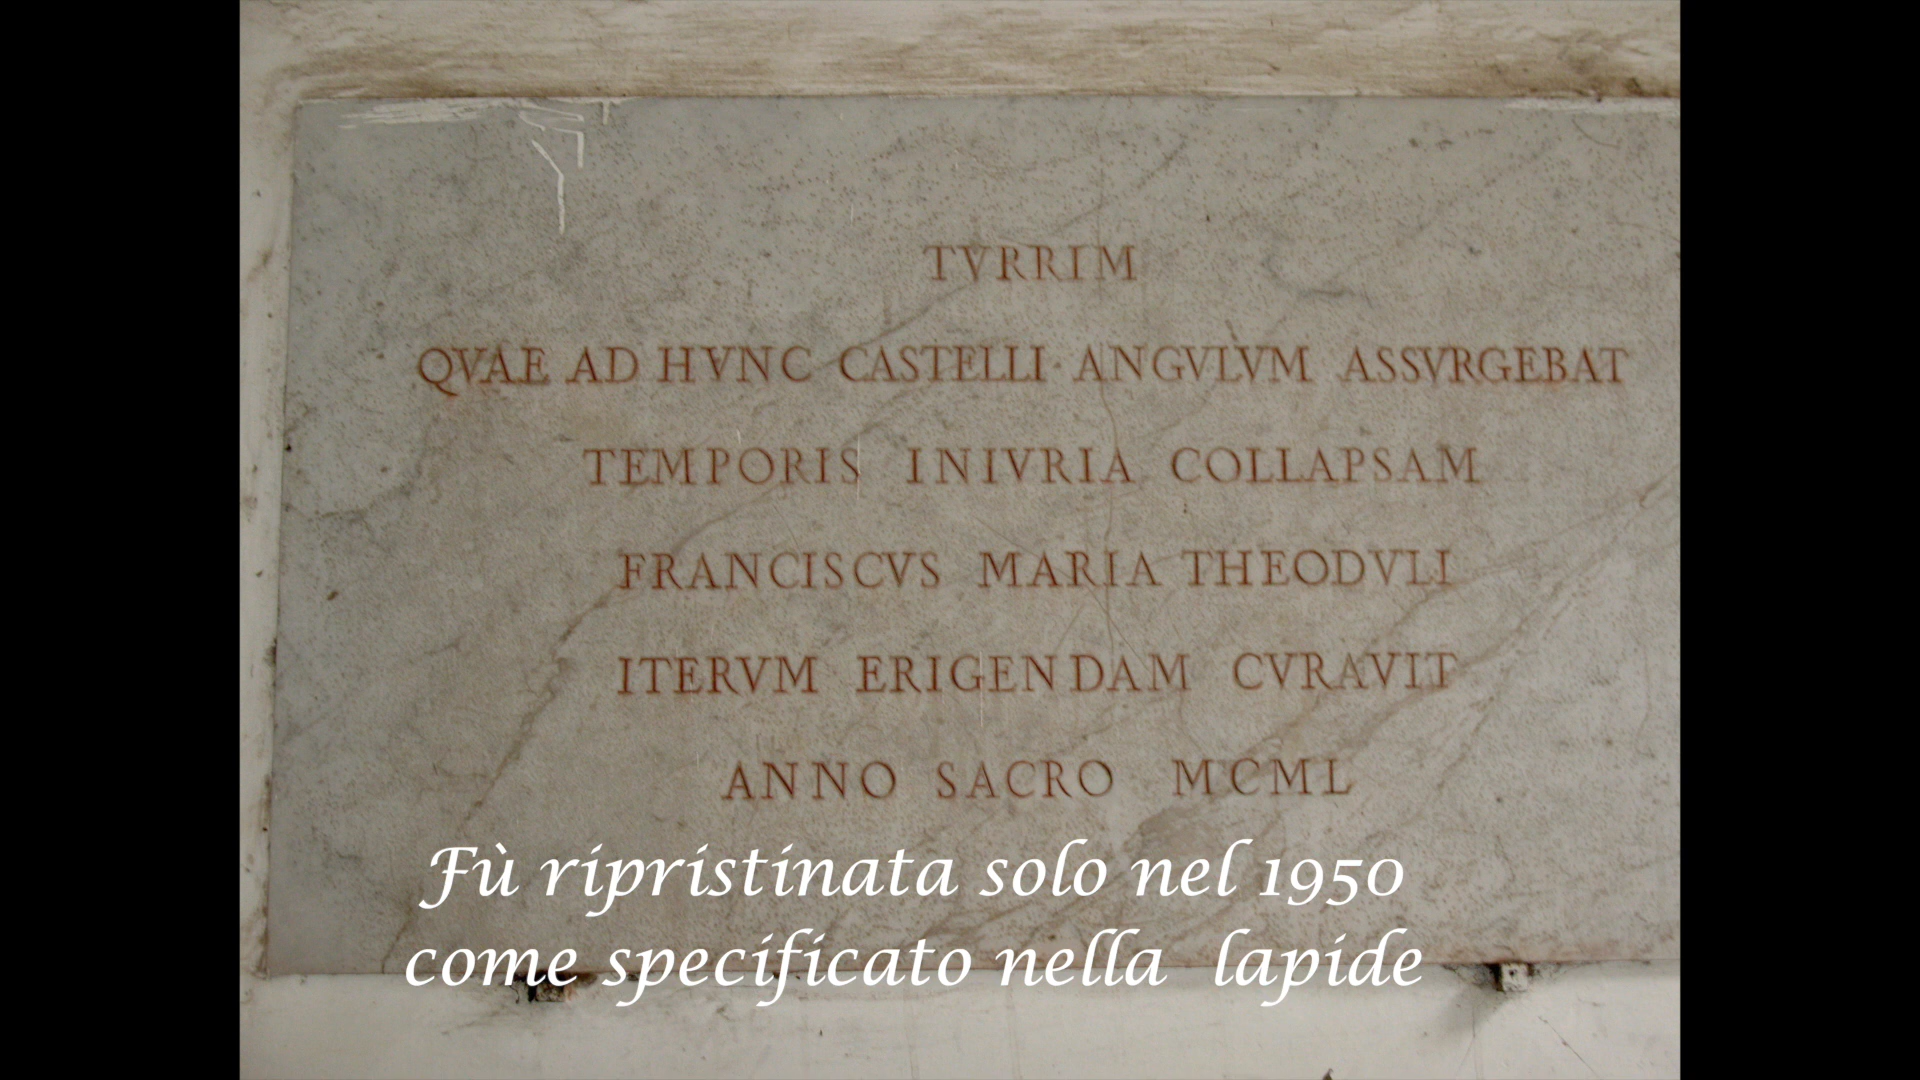 TVRRIM
QVAE AD HVNC CASTELLI ANGVLVM ASSVRGEBAT
TEMPORIS INIVRIA COLLAPSAM
FRANCISCVS MARIA THEODVLI
ITERVM ERIGENDAM CVRAVIT
ANNO SACRO MCML
Fù ripristinata solo nel 1950
come specificato nella lapide